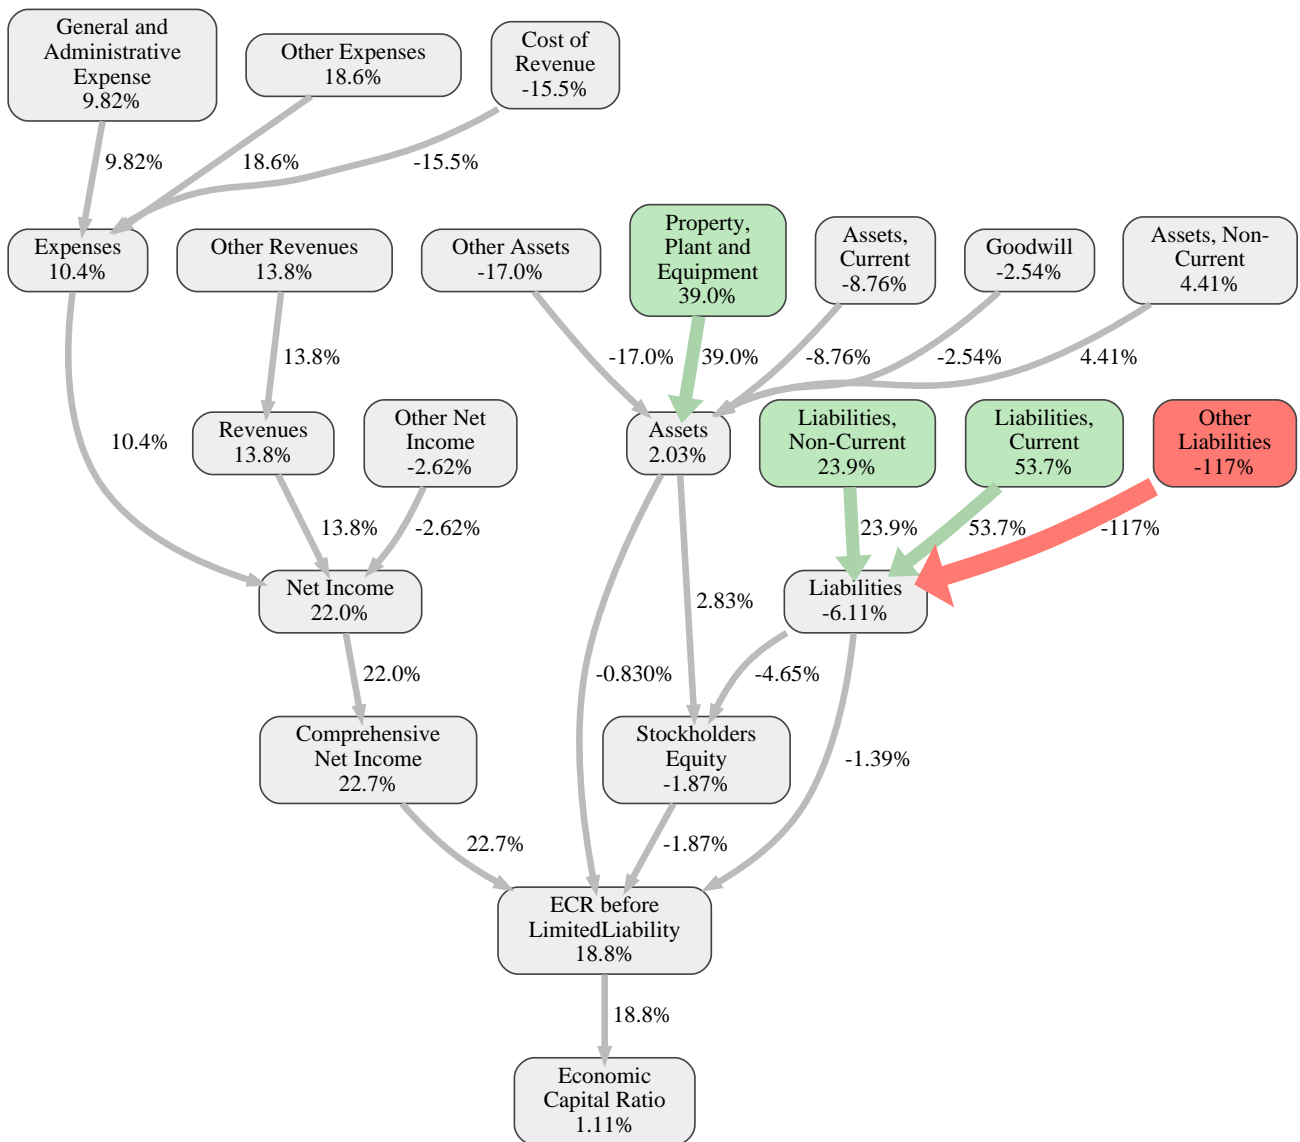 General and
Administrative
Expense
9.82%
Other Expenses
18.6%
Cost of
Revenue
-15.5%
9.82%
18.6%
-15.5%
Expenses
10.4%
Other Revenues
13.8%
Other Assets
-17.0%
Property,
Plant and
Equipment
39.0%
Assets,
Current
-8.76%
Goodwill
-2.54%
Assets, Non-
Current
4.41%
13.8%
-17.0%
39.0%
-8.76%
-2.54%
4.41%
10.4%
Revenues
13.8%
Other Net
Income
-2.62%
Assets
2.03%
Liabilities,
Non-Current
23.9%
Liabilities,
Current
53.7%
Other
Liabilities
-117%
13.8%
-2.62%
23.9%
53.7%
-117%
Net Income
22.0%
2.83%
Liabilities
-6.11%
22.0%
-0.830%
-4.65%
Comprehensive
Net Income
22.7%
Stockholders
Equity
-1.87%
-1.39%
22.7%
-1.87%
ECR before
LimitedLiability
18.8%
18.8%
Economic
Capital Ratio
1.11%